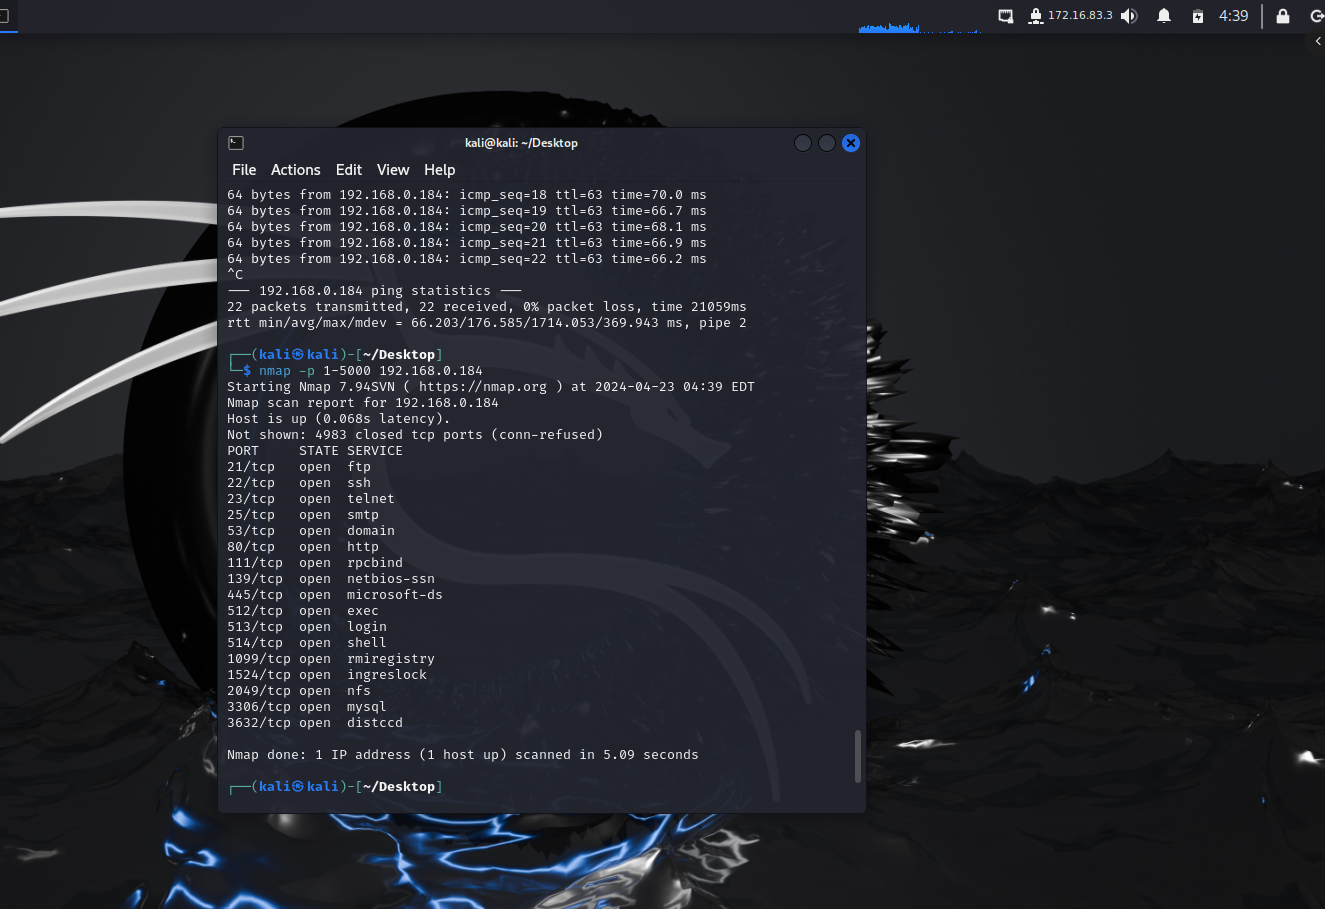 172.16.83.3 4:39
kali@kali: ~/Desktop
File Actions Edit View Help
64 bytes from 192.168.0.184: icmp_seq=18 ttl=63 time=70.0 ms
64 bytes from 192.168.0.184: icmp_seq=19 ttl=63 time=66.7 ms
64 bytes from 192.168.0.184: icmp_seq=20 ttl=63 time=68.1 ms
64 bytes from 192.168.0.184: icmp_seq=21 ttl=63 time=66.9 ms
64 bytes from 192.168.0.184: icmp_seq=22 ttl=63 time=66.2 ms
^C
--- 192.168.0.184 ping statistics ---
22 packets transmitted, 22 received, 0% packet loss, time 21059ms
rtt min/avg/max/mdev = 66.203/176.585/1714.053/369.943 ms, pipe 2
┌──(kali㉿kali)-[~/Desktop]
└─$ nmap -p 1-5000 192.168.0.184
Starting Nmap 7.94SVN ( https://nmap.org ) at 2024-04-23 04:39 EDT
Nmap scan report for 192.168.0.184
Host is up (0.068s latency).
Not shown: 4983 closed tcp ports (conn-refused)
PORT     STATE SERVICE
21/tcp   open  ftp
22/tcp   open  ssh
23/tcp   open  telnet
25/tcp   open  smtp
53/tcp   open  domain
80/tcp   open  http
111/tcp  open  rpcbind
139/tcp  open  netbios-ssn
445/tcp  open  microsoft-ds
512/tcp  open  exec
513/tcp  open  login
514/tcp  open  shell
1099/tcp open  rmiregistry
1524/tcp open  ingreslock
2049/tcp open  nfs
3306/tcp open  mysql
3632/tcp open  distccd
Nmap done: 1 IP address (1 host up) scanned in 5.09 seconds
┌──(kali㉿kali)-[~/Desktop]